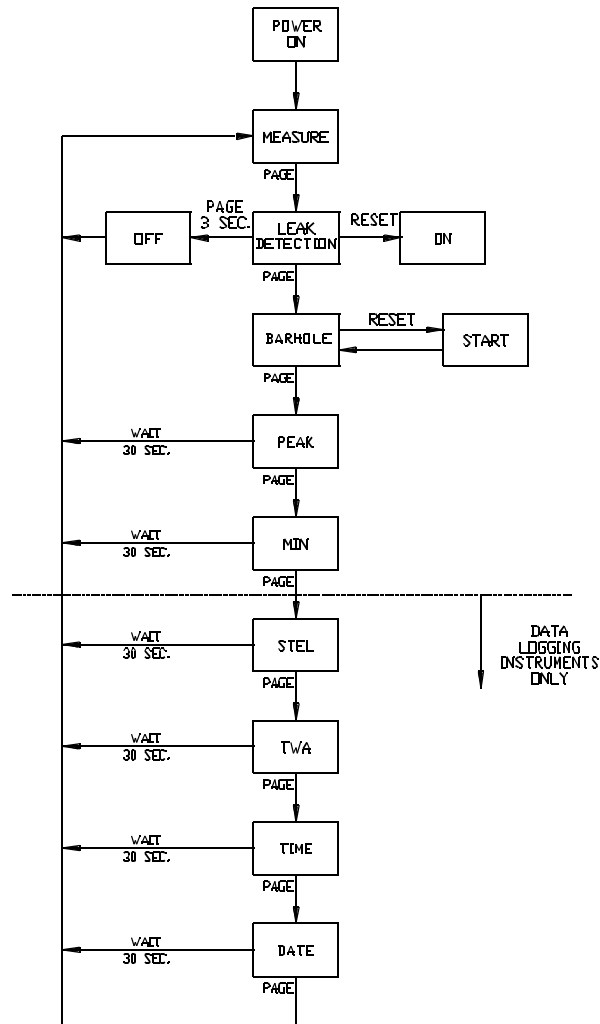 POWER
ON
MEASURE
PAGE
PAGE
3 SEC.
OFF
LEAK
DETECTION
RESET
ON
PAGE
BARHOLE
RESET
START
PAGE
WAIT
30 SEC.
PEAK
PAGE
WAIT
30 SEC.
MIN
PAGE
WAIT
30 SEC.
STEL
DATA
LOGGING
INSTRUMENTS
ONLY
PAGE
WAIT
30 SEC.
TWA
PAGE
WAIT
30 SEC.
TIME
PAGE
WAIT
30 SEC.
DATE
PAGE